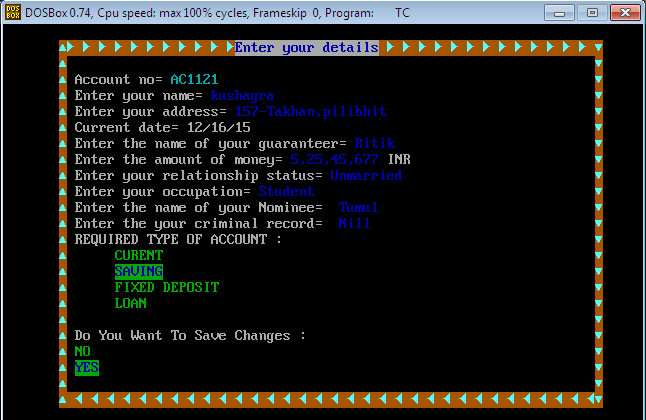 DOS BOX DOSBox 0.74, Cpu speed: max 100% cycles, Frameskip 0, Program: TC
Enter your details
Account no= AC1121
Enter your name= kushagra
Enter your address= 157-Takhan,pilibhit
Current date= 12/16/15
Enter the name of your guaranteer= Ritik
Enter the amount of money= 5,25,45,677 INR
Enter your relationship status= Unmarried
Enter your occupation= Student
Enter the name of your Nominee= Tumul
Enter the your criminal record= Nill
REQUIRED TYPE OF ACCOUNT :
CURENT
SAVING
FIXED DEPOSIT
LOAN
Do You Want To Save Changes :
NO
YES